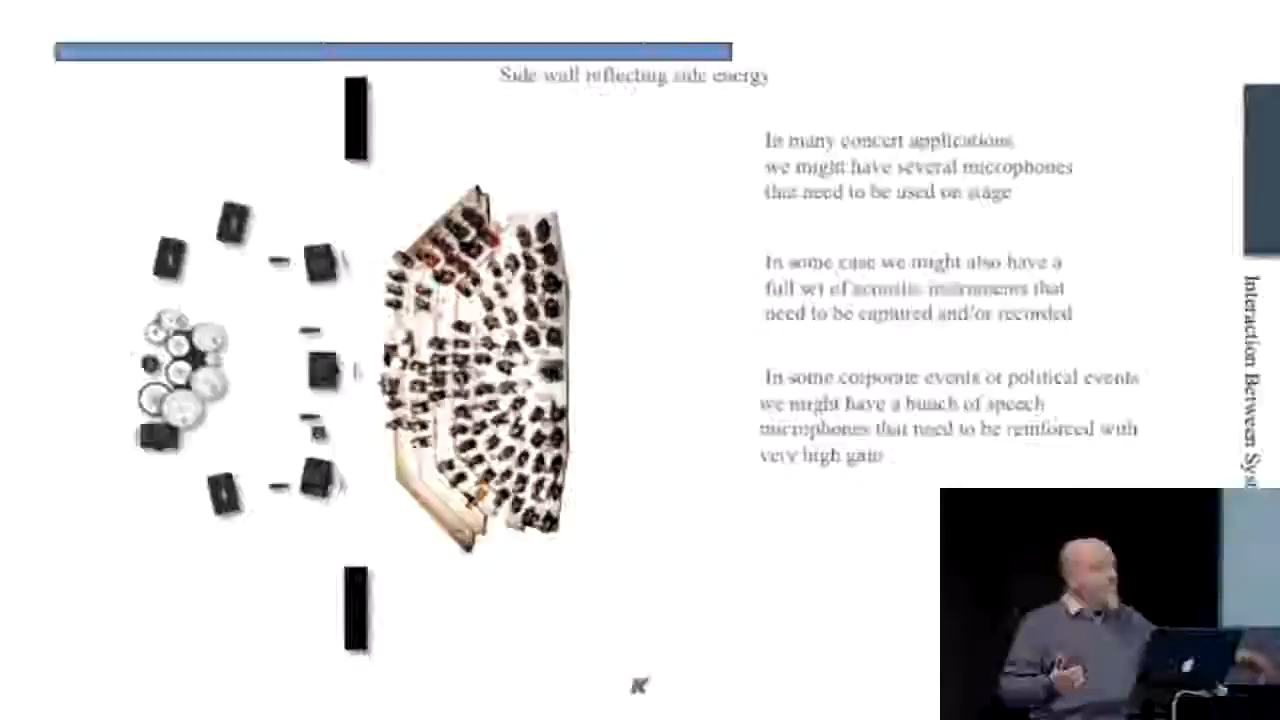 Side wall reflecting side energy
In many concert applications
we might have several microphones
that need to be used on stage
In some case we might also have a
full set of acoustic instruments that
need to be captured and/or recorded
In some corporate events or political events
we might have a bunch of speech
microphones that need to be reinforced with
very high gain
Interaction Between Syst
K